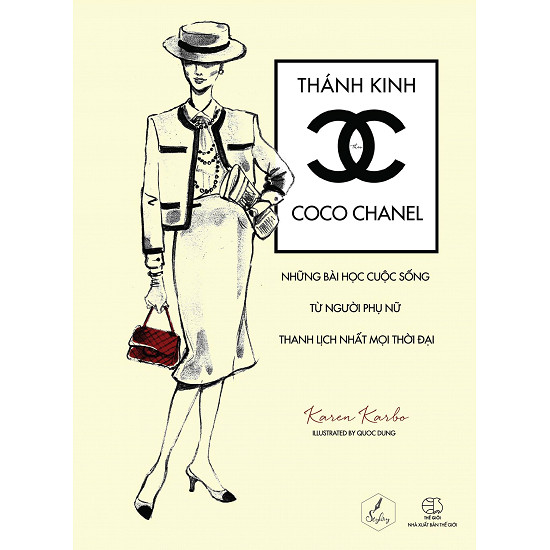 THÁNH KINH
theo
COCO CHANEL
NHỮNG BÀI HỌC CUỘC SỐNG
TỪ NGƯỜI PHỤ NỮ
THANH LỊCH NHẤT MỌI THỜI ĐẠI
Karen Karbo
ILLUSTRATED BY QUOC DUNG
THẾ GIỚI
NHÀ XUẤT BẢN THẾ GIỚI